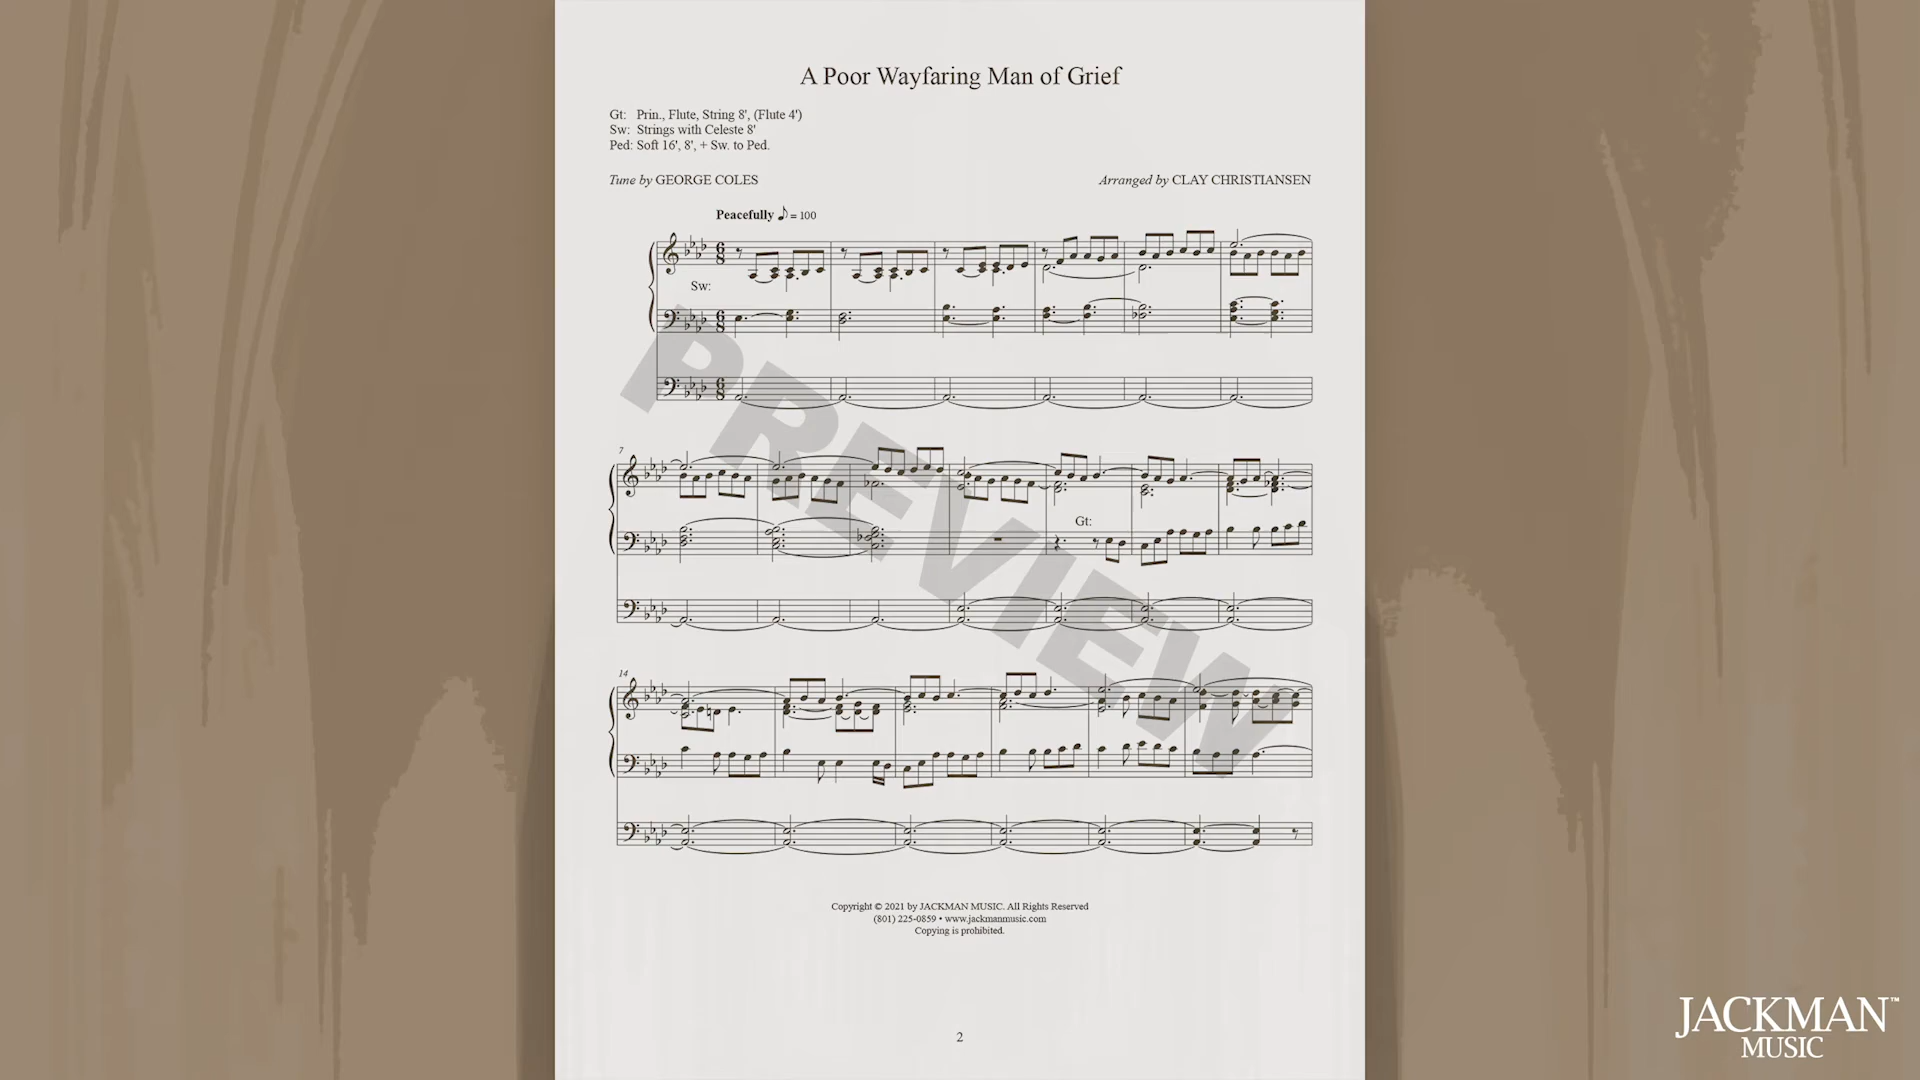 A Poor Wayfaring Man of Grief
Gt: Prin., Flute, String 8', (Flute 4')
Sw: Strings with Celeste 8'
Ped: Soft 16', 8', + Sw. to Ped.
Tune by GEORGE COLES
Arranged by CLAY CHRISTIANSEN
Peacefully ♪ = 100
Sw:
7
Gt:
14
PREVIEW
Copyright © 2021 by JACKMAN MUSIC. All Rights Reserved
(801) 225-0859 • www.jackmanmusic.com
Copying is prohibited.
2
JACKMAN™
MUSIC